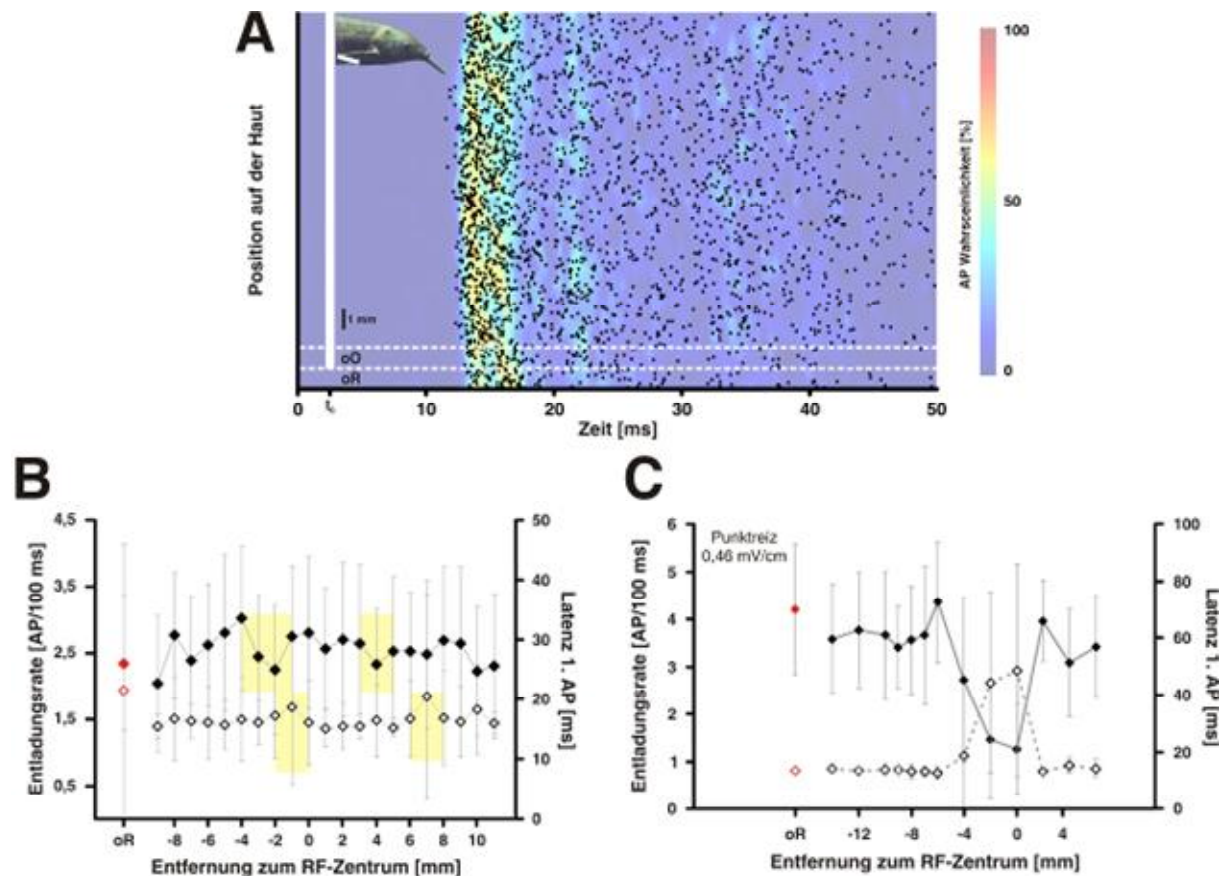 A
Position auf der Haut
1 mm
oO
oR
0
10
20
30
40
50
Zeit [ms]
100
50
0
AP Wahrseinlichkeit [%]
B
4,5
3,5
2,5
1,5
0,5
Entladungsrate [AP/100 ms]
50
40
30
20
10
0
Latenz 1. AP
[ms]
oR
-8
-6
-4
-2
0
2
4
6
8
10
Entfernung zum RF-Zentrum [mm]
C
Punktreiz
0,46 mV/cm
6
5
4
3
2
1
0
Entladungsrate [AP/100 ms]
100
80
60
40
20
0
Latenz 1. AP
[ms]
oR
-12
-8
-4
0
4
Entfernung zum RF-Zentrum [mm]